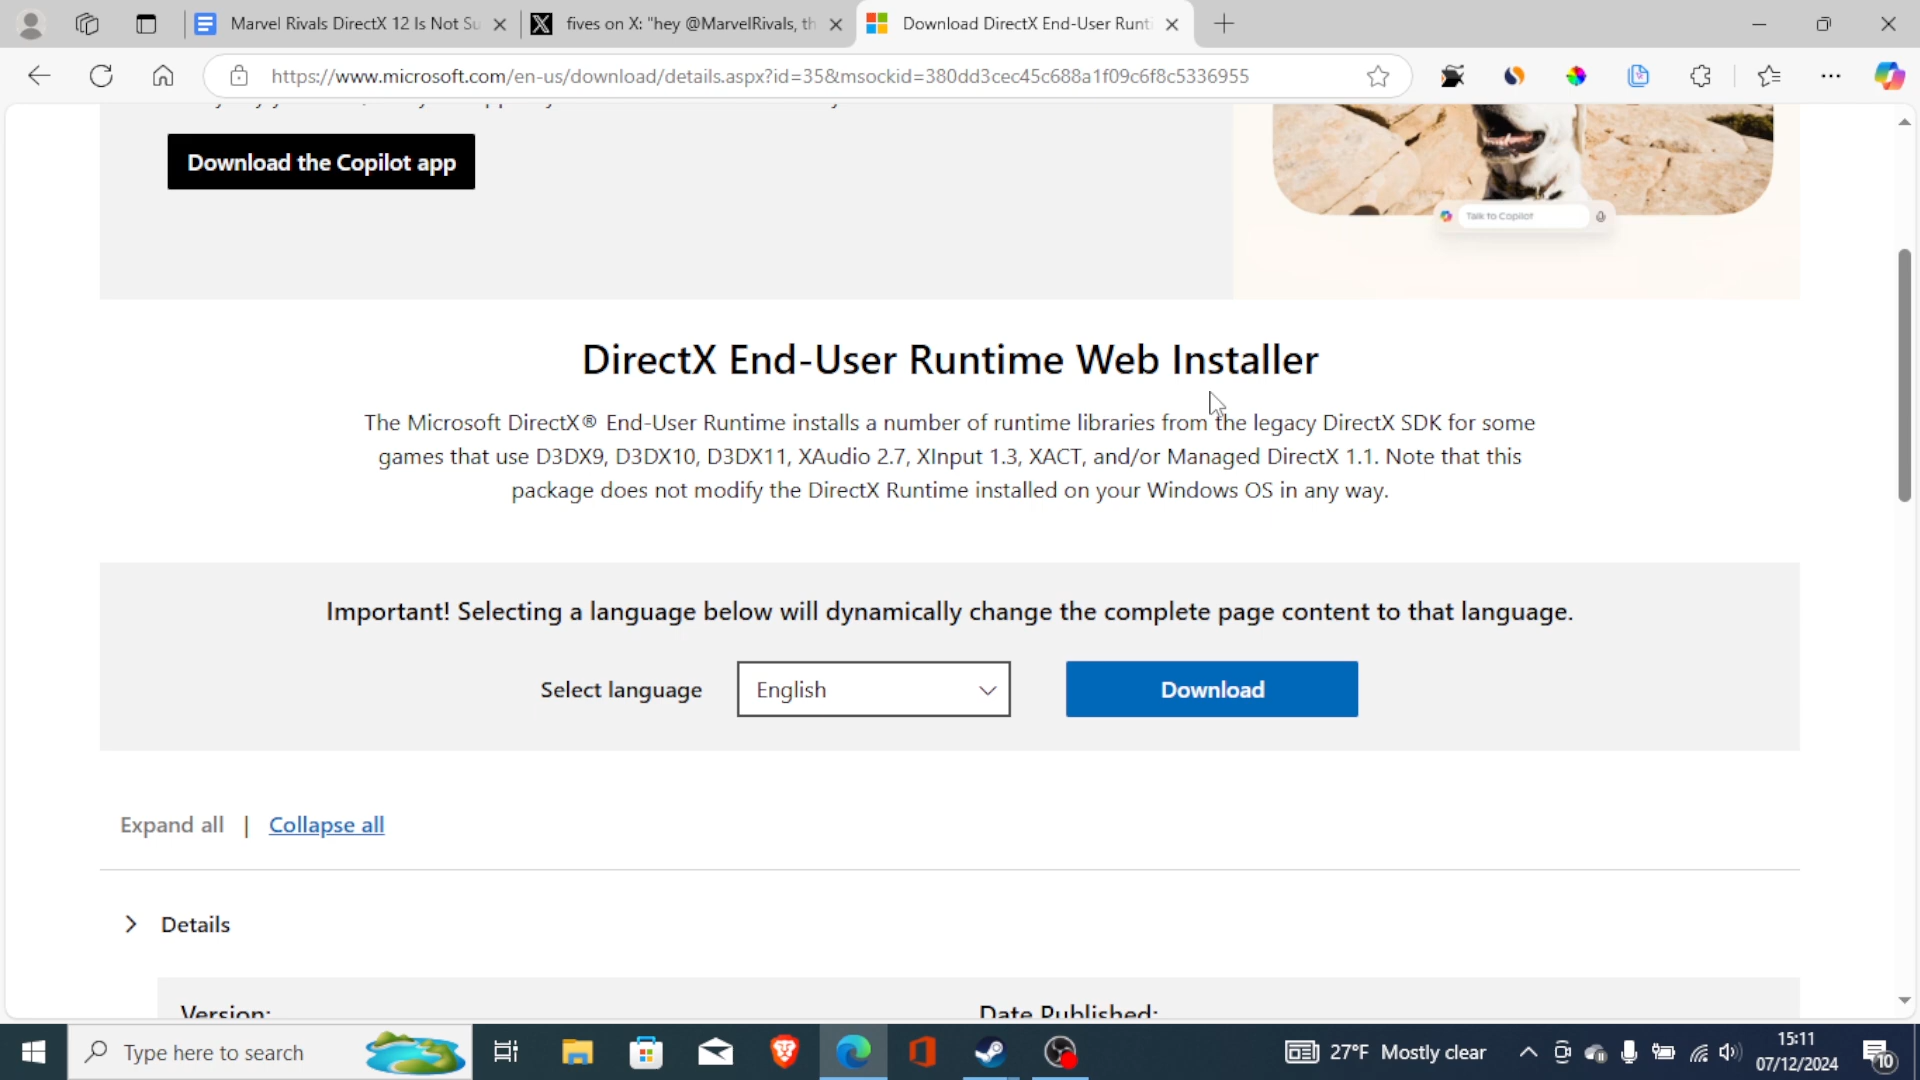 Marvel Rivals DirectX 12 Is Not Su
fives on X: "hey @MarvelRivals, th
Download DirectX End-User Runti
https://www.microsoft.com/en-us/download/details.aspx?id=35&msockid=380dd3cec45c688a1f09c6f8c5336955
Download the Copilot app
Talk to Copilot
DirectX End-User Runtime Web Installer
The Microsoft DirectX® End-User Runtime installs a number of runtime libraries from the legacy DirectX SDK for some
games that use D3DX9, D3DX10, D3DX11, XAudio 2.7, XInput 1.3, XACT, and/or Managed DirectX 1.1. Note that this
package does not modify the DirectX Runtime installed on your Windows OS in any way.
Important! Selecting a language below will dynamically change the complete page content to that language.
Select language
English
Download
Expand all | Collapse all
Details
Version:
Date Published:
Type here to search
27°F Mostly clear
15:11
07/12/2024
10